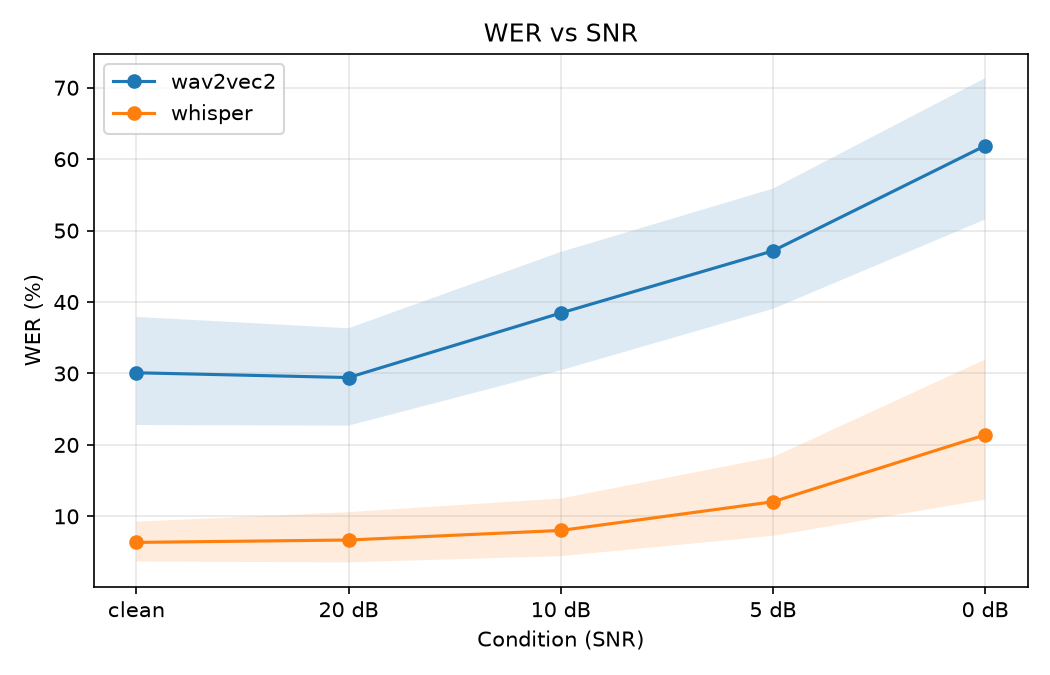 WER vs SNR
wav2vec2
whisper
70
60
50
40
30
20
10
WER (%)
clean 20 dB 10 dB 5 dB 0 dB
Condition (SNR)